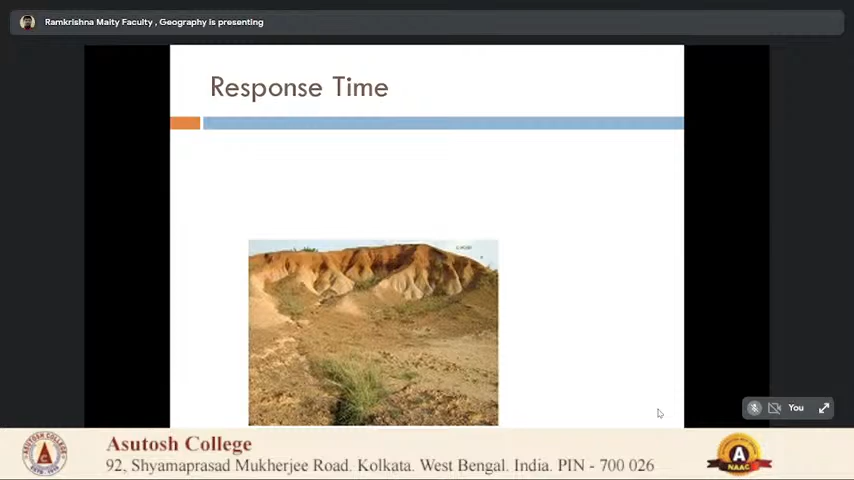 Ramkrishna Maity Faculty , Geography is presenting
Response Time
You
Asutosh College
92, Shyamaprasad Mukherjee Road. Kolkata. West Bengal. India. PIN - 700 026
A
NAAC